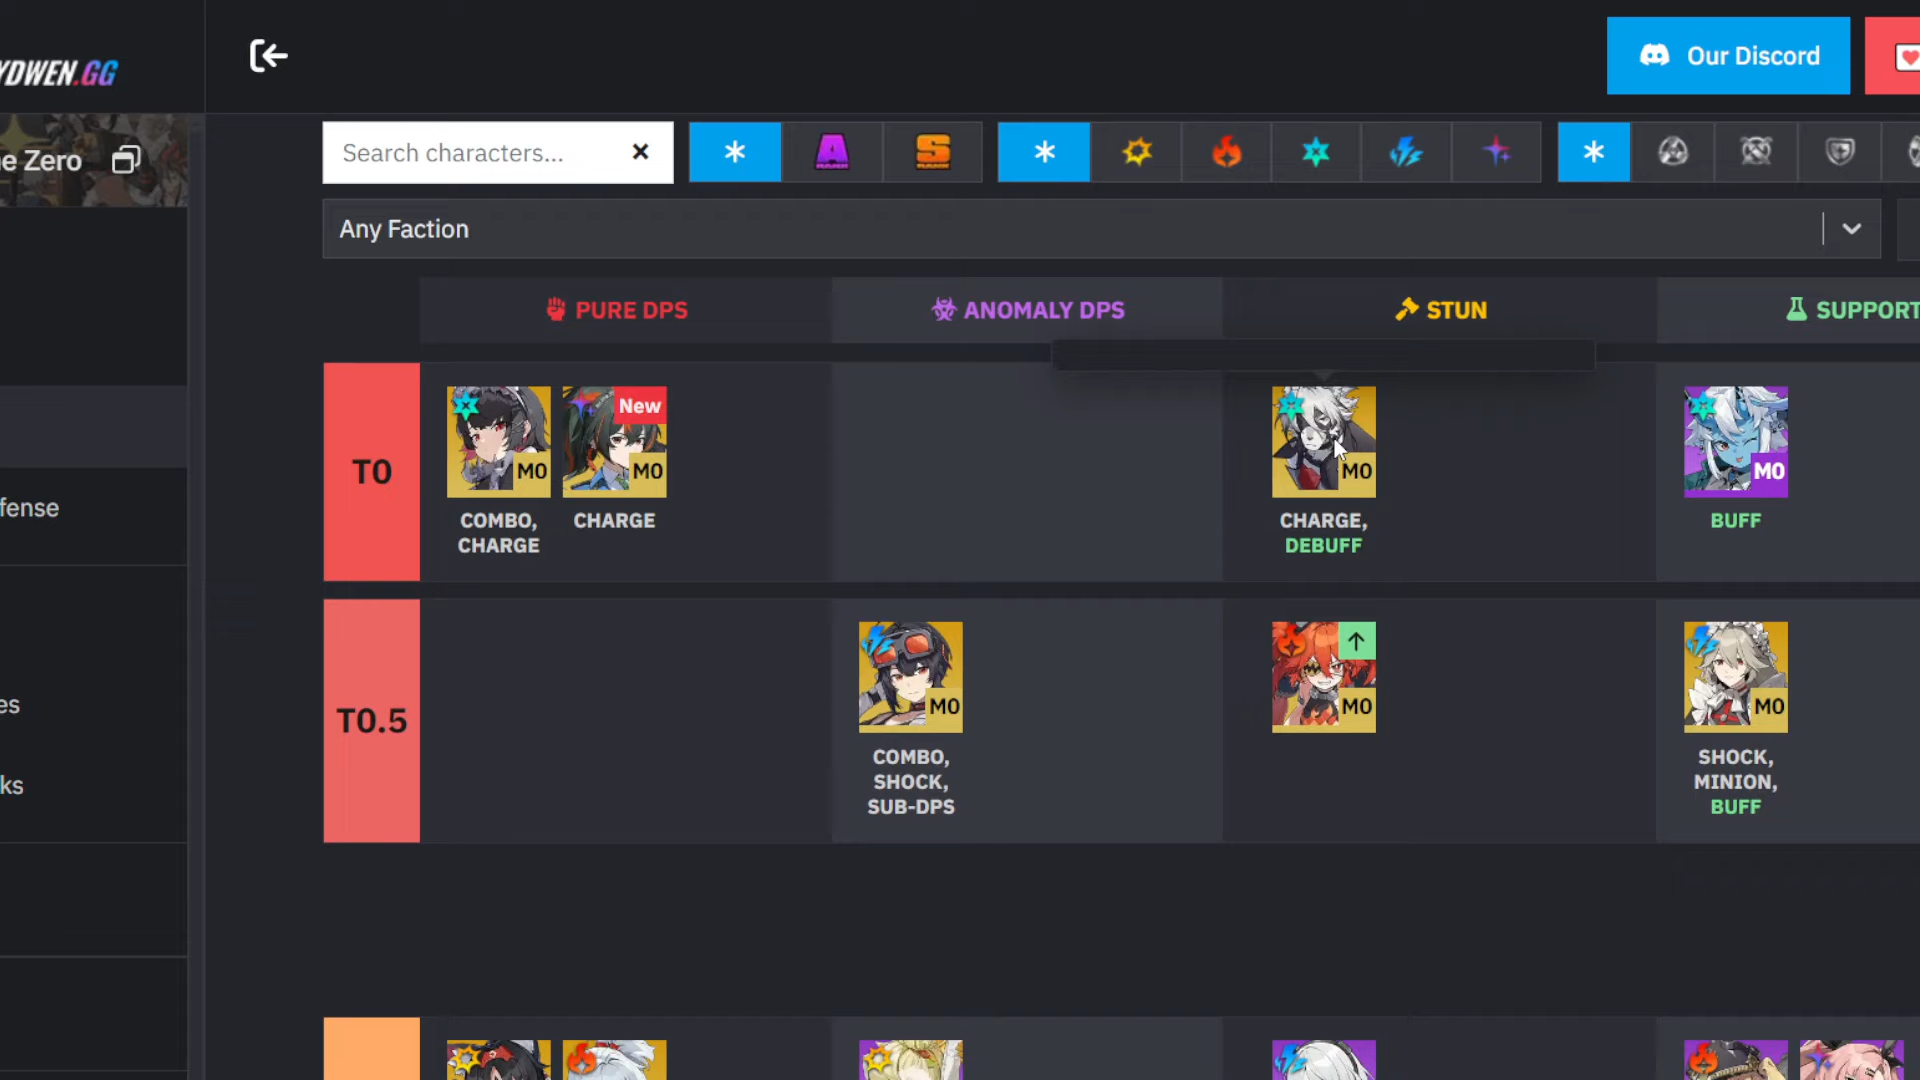 YDWEN.GG
Our Discord
e Zero
Search characters...
Any Faction
PURE DPS
ANOMALY DPS
STUN
SUPPORT
T0
New
M0
M0
M0
M0
COMBO,
CHARGE
CHARGE
CHARGE,
DEBUFF
BUFF
fense
T0.5
M0
M0
M0
COMBO,
SHOCK,
SUB-DPS
SHOCK,
MINION,
BUFF
es
ks